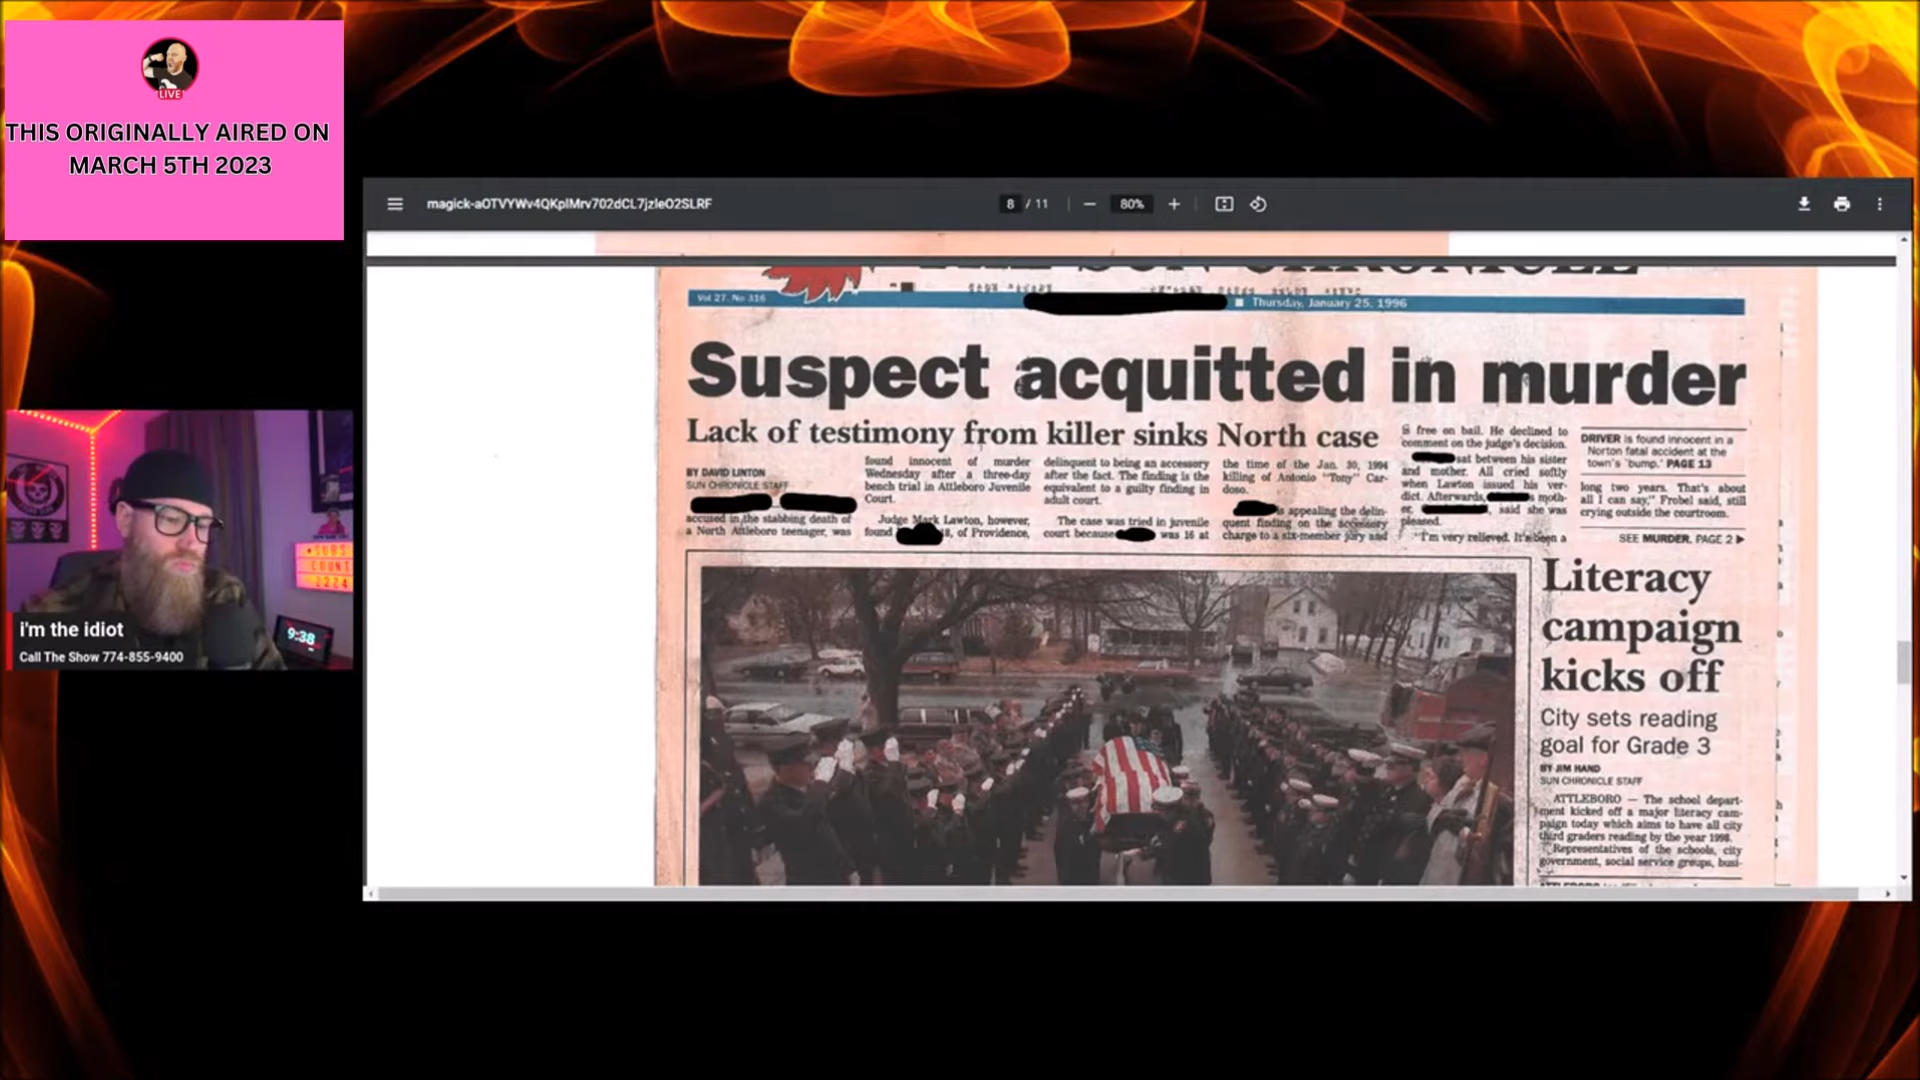 LIVE
THIS ORIGINALLY AIRED ON
MARCH 5TH 2023
magick-aOTVYWv4QKplMrv702dCL7jzleO2SLRF
8 / 11
80%
Vol 27. No 316
Thursday, January 25, 1996
Suspect acquitted in murder
Lack of testimony from killer sinks North case
BY DAVID LINTON
SUN CHRONICLE STAFF
accused in the stabbing death of
a North Attleboro teenager, was
found innocent of murder
Wednesday after a three-day
bench trial in Attleboro Juvenile
Court.
Judge Mark Lawton, however,
found 18, of Providence,
delinquent to being an accessory
after the fact. The finding is the
equivalent to a guilty finding in
adult court.
The case was tried in juvenile
court because was 16 at
the time of the Jan. 30, 1994
killing of Antonio "Tony" Car-
doso.
is appealing the delin-
quent finding on the accessory
charge to a six-member jury and
is free on bail. He declined to
comment on the judge's decision.
sat between his sister
and mother. All cried softly
when Lawton issued his ver-
dict. Afterwards, moth-
er, said she was
pleased.
"I'm very relieved. It's been a
DRIVER is found innocent in a
Norton fatal accident at the
town's 'bump.' PAGE 13
long two years. That's about
all I can say," Frobel said, still
crying outside the courtroom.
SEE MURDER, PAGE 2
Literacy
campaign
kicks off
City sets reading
goal for Grade 3
BY JIM HAND
SUN CHRONICLE STAFF
ATTLEBORO — The school depart-
ment kicked off a major literacy cam-
paign today which aims to have all city
third graders reading by the year 1998.
Representatives of the schools, city
government, social service groups, busi-
SUBS
COUNT
2224
9:38
i'm the idiot
Call The Show 774-855-9400